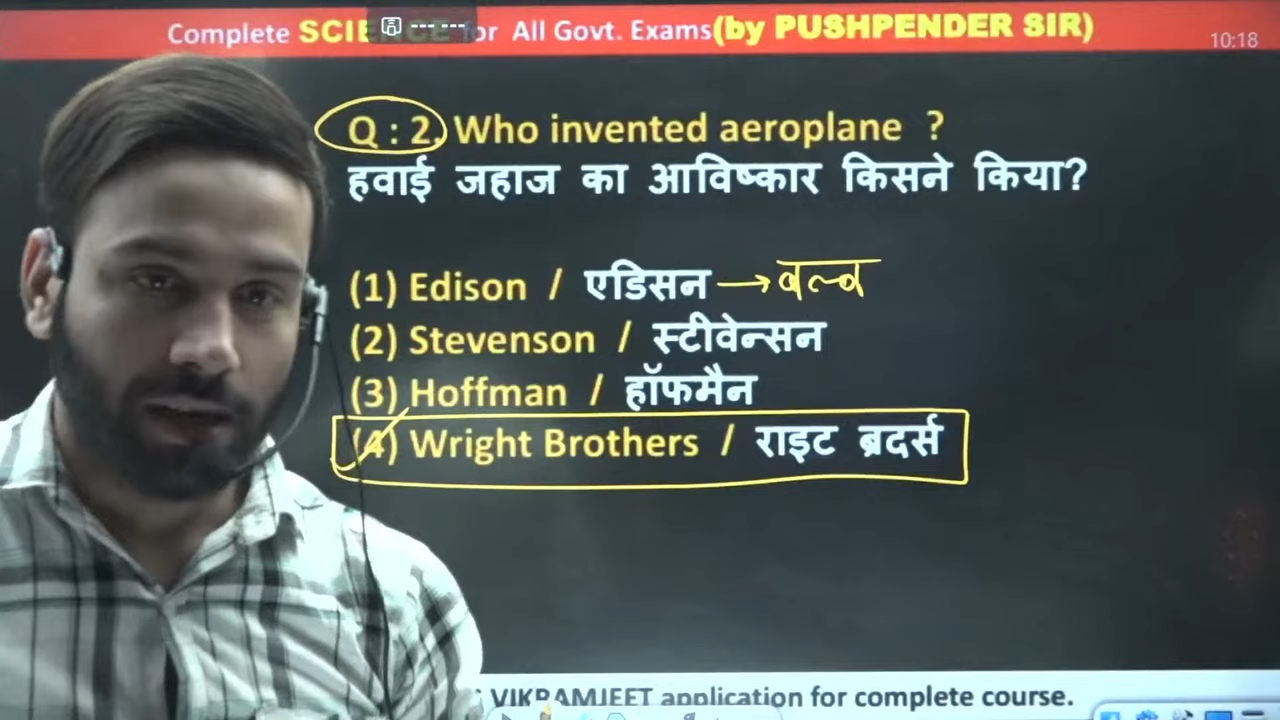 Complete SCIENCE for All Govt. Exams(by PUSHPENDER SIR)
10:18
Q : 2. Who invented aeroplane ?
हवाई जहाज का आविष्कार किसने किया?
(1) Edison / एडिसन → बल्ब
(2) Stevenson / स्टीवेन्सन
(3) Hoffman / हॉफमैन
(4) Wright Brothers / राइट ब्रदर्स
VIKRAMJEET application for complete course.